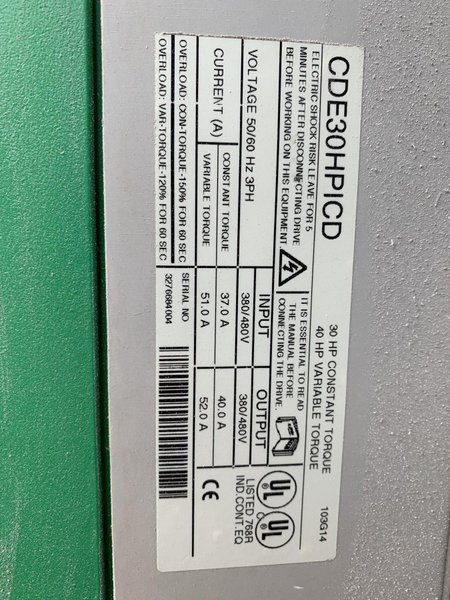 CDE30HPICD
30 HP CONSTANT TORQUE
40 HP VARIABLE TORQUE
103G14
ELECTRIC SHOCK RISK LEAVE FOR 5
MINUTES AFTER DISCONNECTING DRIVE
BEFORE WORKING ON THIS EQUIPMENT
IT IS ESSENTIAL TO READ
THE MANUAL BEFORE
CONNECTING THE DRIVE.
UL UL
LISTED 768R
IND.CONT.EQ
INPUT OUTPUT
VOLTAGE 50/60 Hz 3PH 380/480V 380/480V
CURRENT (A) CONSTANT TORQUE 37.0 A 40.0 A
VARIABLE TORQUE 51.0 A 52.0 A
CE
OVERLOAD: CON-TORQUE-150% FOR 60 SEC
OVERLOAD: VAR-TORQUE-120% FOR 60 SEC
SERIAL NO
3276684004